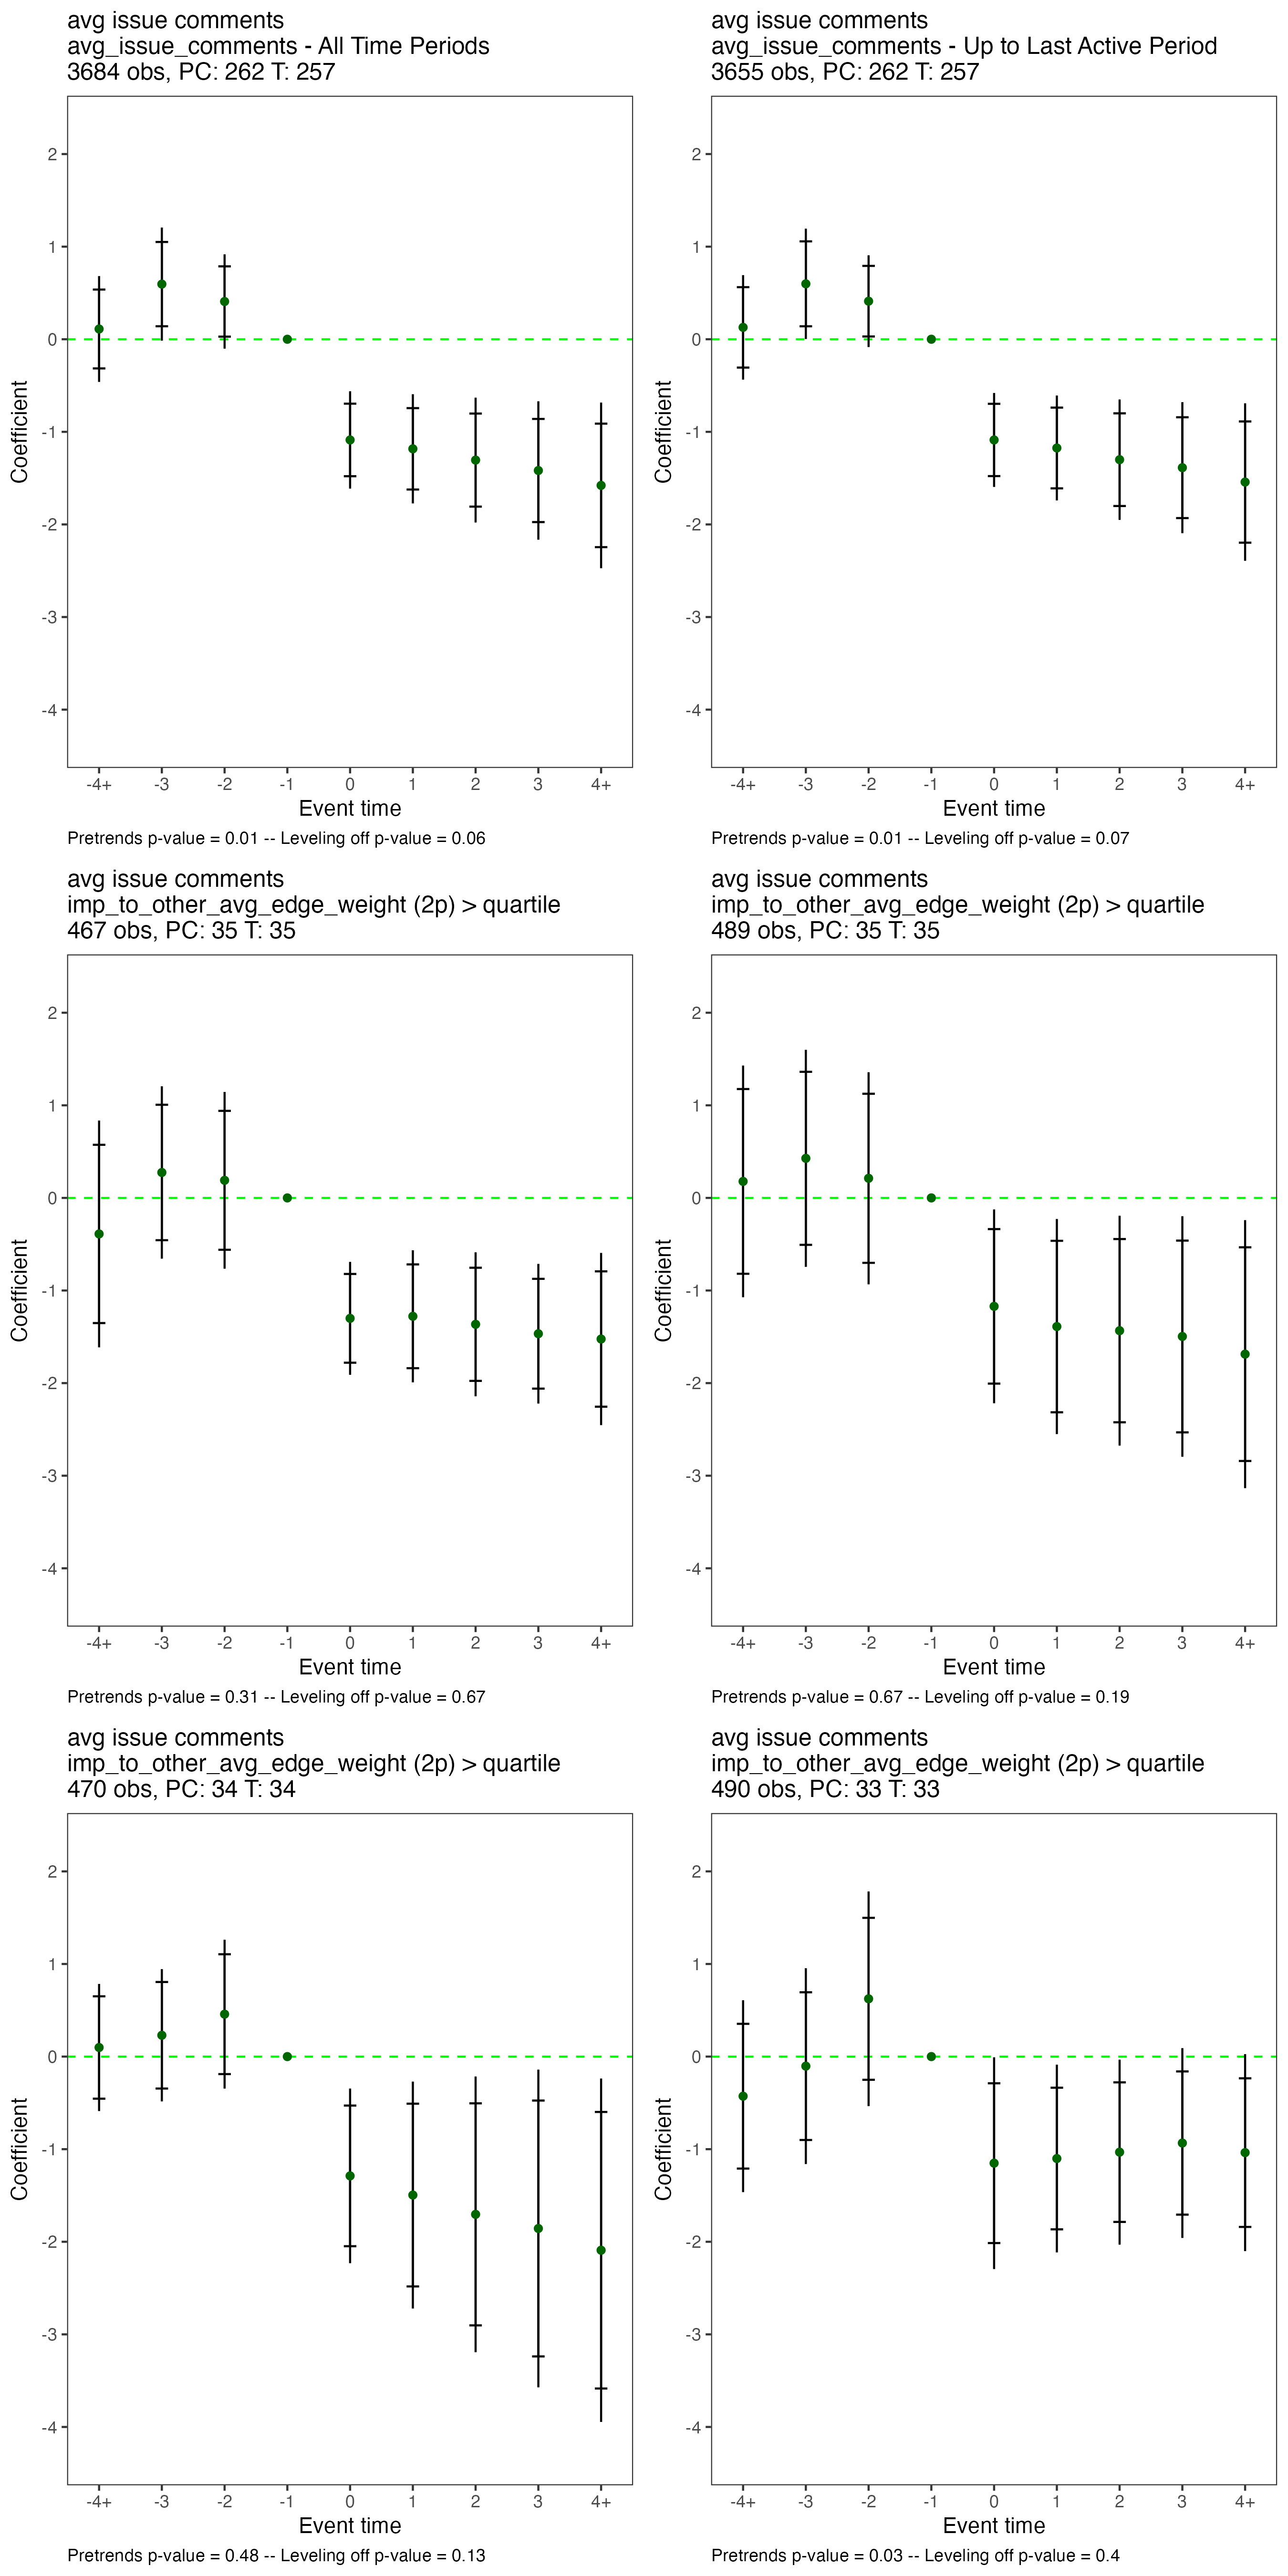 avg issue comments
avg_issue_comments - All Time Periods
3684 obs, PC: 262 T: 257
2
1
0
-1
-2
-3
-4
Coefficient
-4+ -3 -2 -1 0 1 2 3 4+
Event time
Pretrends p-value = 0.01 -- Leveling off p-value = 0.06
avg issue comments
avg_issue_comments - Up to Last Active Period
3655 obs, PC: 262 T: 257
2
1
0
-1
-2
-3
-4
Coefficient
-4+ -3 -2 -1 0 1 2 3 4+
Event time
Pretrends p-value = 0.01 -- Leveling off p-value = 0.07
avg issue comments
imp_to_other_avg_edge_weight (2p) > quartile
467 obs, PC: 35 T: 35
2
1
0
-1
-2
-3
-4
Coefficient
-4+ -3 -2 -1 0 1 2 3 4+
Event time
Pretrends p-value = 0.31 -- Leveling off p-value = 0.67
avg issue comments
imp_to_other_avg_edge_weight (2p) > quartile
489 obs, PC: 35 T: 35
2
1
0
-1
-2
-3
-4
Coefficient
-4+ -3 -2 -1 0 1 2 3 4+
Event time
Pretrends p-value = 0.67 -- Leveling off p-value = 0.19
avg issue comments
imp_to_other_avg_edge_weight (2p) > quartile
470 obs, PC: 34 T: 34
2
1
0
-1
-2
-3
-4
Coefficient
-4+ -3 -2 -1 0 1 2 3 4+
Event time
Pretrends p-value = 0.48 -- Leveling off p-value = 0.13
avg issue comments
imp_to_other_avg_edge_weight (2p) > quartile
490 obs, PC: 33 T: 33
2
1
0
-1
-2
-3
-4
Coefficient
-4+ -3 -2 -1 0 1 2 3 4+
Event time
Pretrends p-value = 0.03 -- Leveling off p-value = 0.4